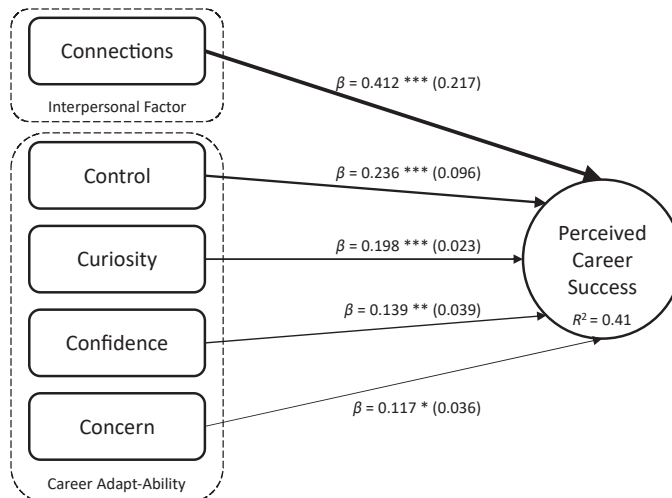 Connections
Interpersonal Factor
β = 0.412 *** (0.217)
Control
β = 0.236 *** (0.096)
Curiosity
β = 0.198 *** (0.023)
Confidence
β = 0.139 ** (0.039)
Concern
β = 0.117 * (0.036)
Career Adapt-Ability
Perceived
Career
Success
R² = 0.41